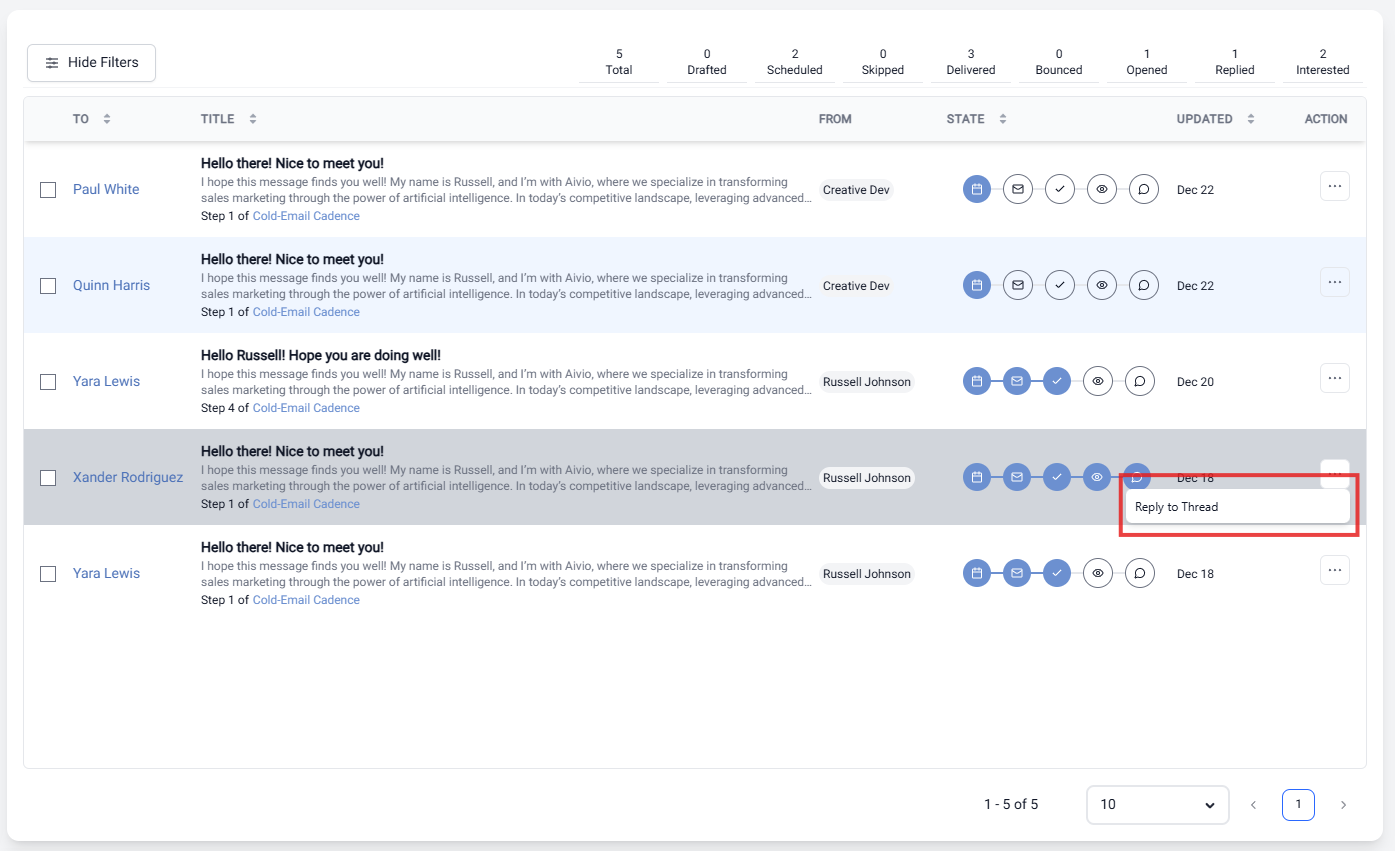 Hide Filters
5 0 2 0 3 0 1 1 2
Total Drafted Scheduled Skipped Delivered Bounced Opened Replied Interested
TO TITLE FROM STATE UPDATED ACTION
Hello there! Nice to meet you!
I hope this message finds you well! My name is Russell, and I'm with Aivio, where we specialize in transforming
Paul White
sales marketing through the power of artificial intelligence. In today's competitive landscape, leveraging advanced...
Creative Dev
Dec 22
...
Step 1 of Cold-Email Cadence
Hello there! Nice to meet you!
I hope this message finds you well! My name is Russell, and I'm with Aivio, where we specialize in transforming
Quinn Harris
sales marketing through the power of artificial intelligence. In today's competitive landscape, leveraging advanced...
Creative Dev
Dec 22
...
Step 1 of Cold-Email Cadence
Hello Russell! Hope you are doing well!
I hope this message finds you well! My name is Russell, and I'm with Aivio, where we specialize in transforming
Yara Lewis
sales marketing through the power of artificial intelligence. In today's competitive landscape, leveraging advanced...
Russell Johnson
Dec 20
...
Step 4 of Cold-Email Cadence
Hello there! Nice to meet you!
I hope this message finds you well! My name is Russell, and I'm with Aivio, where we specialize in transforming
Xander Rodriguez
sales marketing through the power of artificial intelligence. In today's competitive landscape, leveraging advanced...
Russell Johnson
Dec 18
...
Step 1 of Cold-Email Cadence
Reply to Thread
Hello there! Nice to meet you!
I hope this message finds you well! My name is Russell, and I'm with Aivio, where we specialize in transforming
Yara Lewis
sales marketing through the power of artificial intelligence. In today's competitive landscape, leveraging advanced...
Russell Johnson
Dec 18
...
Step 1 of Cold-Email Cadence
1 - 5 of 5
10
1